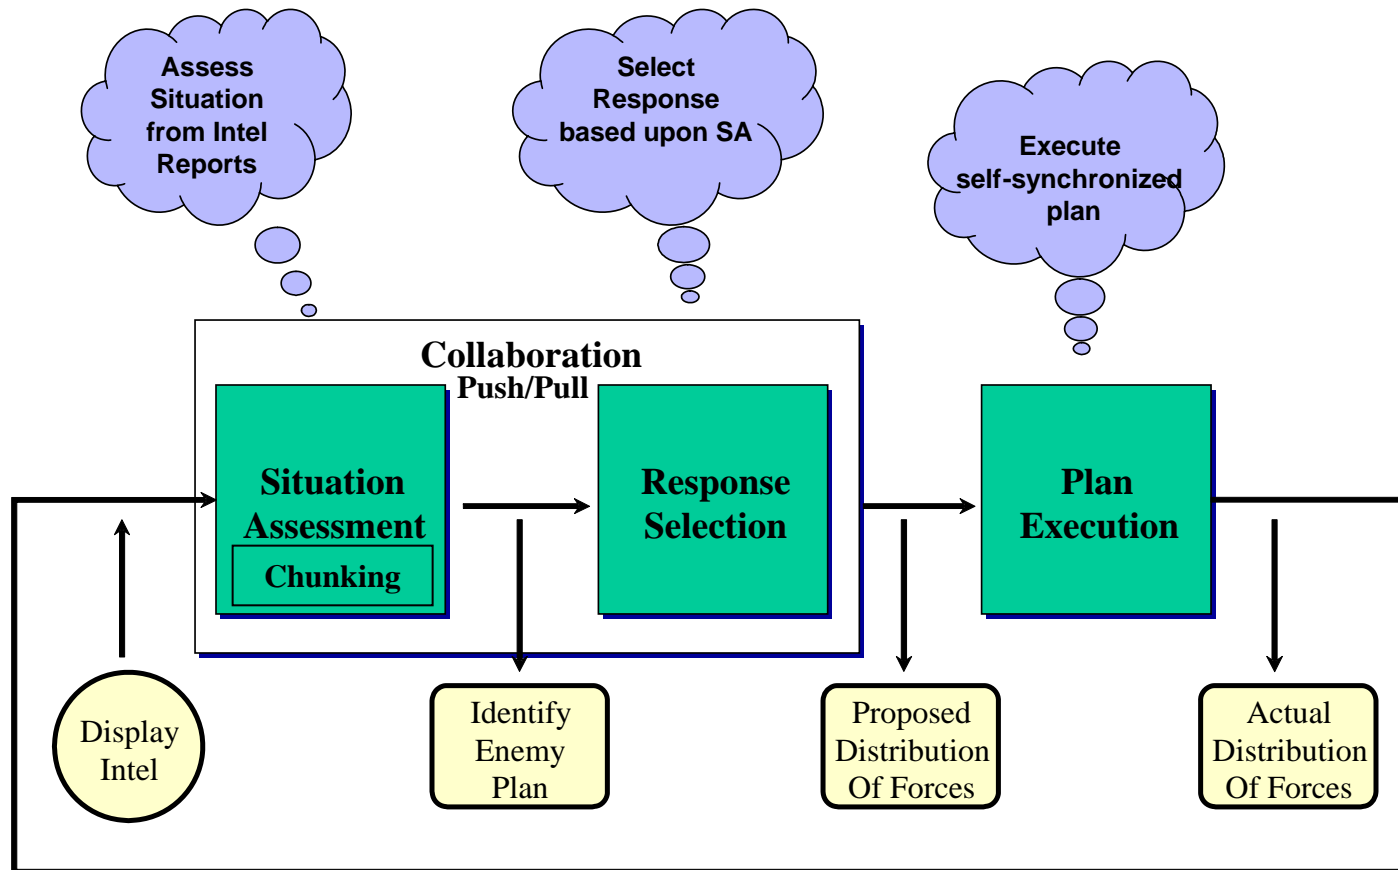 Assess
Situation
from Intel
Reports
Select
Response
based upon SA
Execute
self-synchronized
plan
Collaboration
Push/Pull
Situation
Assessment
Chunking
Response
Selection
Plan
Execution
Display
Intel
Identify
Enemy
Plan
Proposed
Distribution
Of Forces
Actual
Distribution
Of Forces